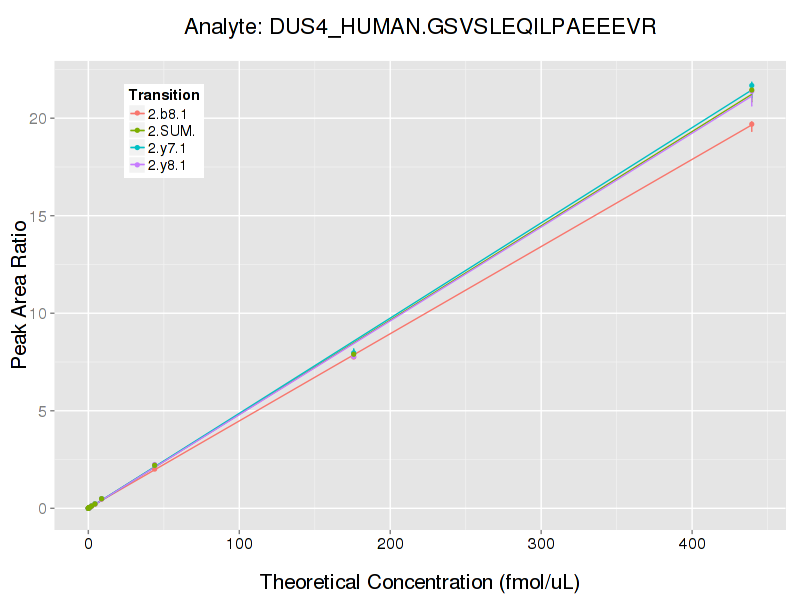 Analyte: DUS4_HUMAN.GSVSLEQILPAEEEVR
Transition
2.b8.1
2.SUM.
2.y7.1
2.y8.1
20
15
10
5
0
Peak Area Ratio
0 100 200 300 400
Theoretical Concentration (fmol/uL)